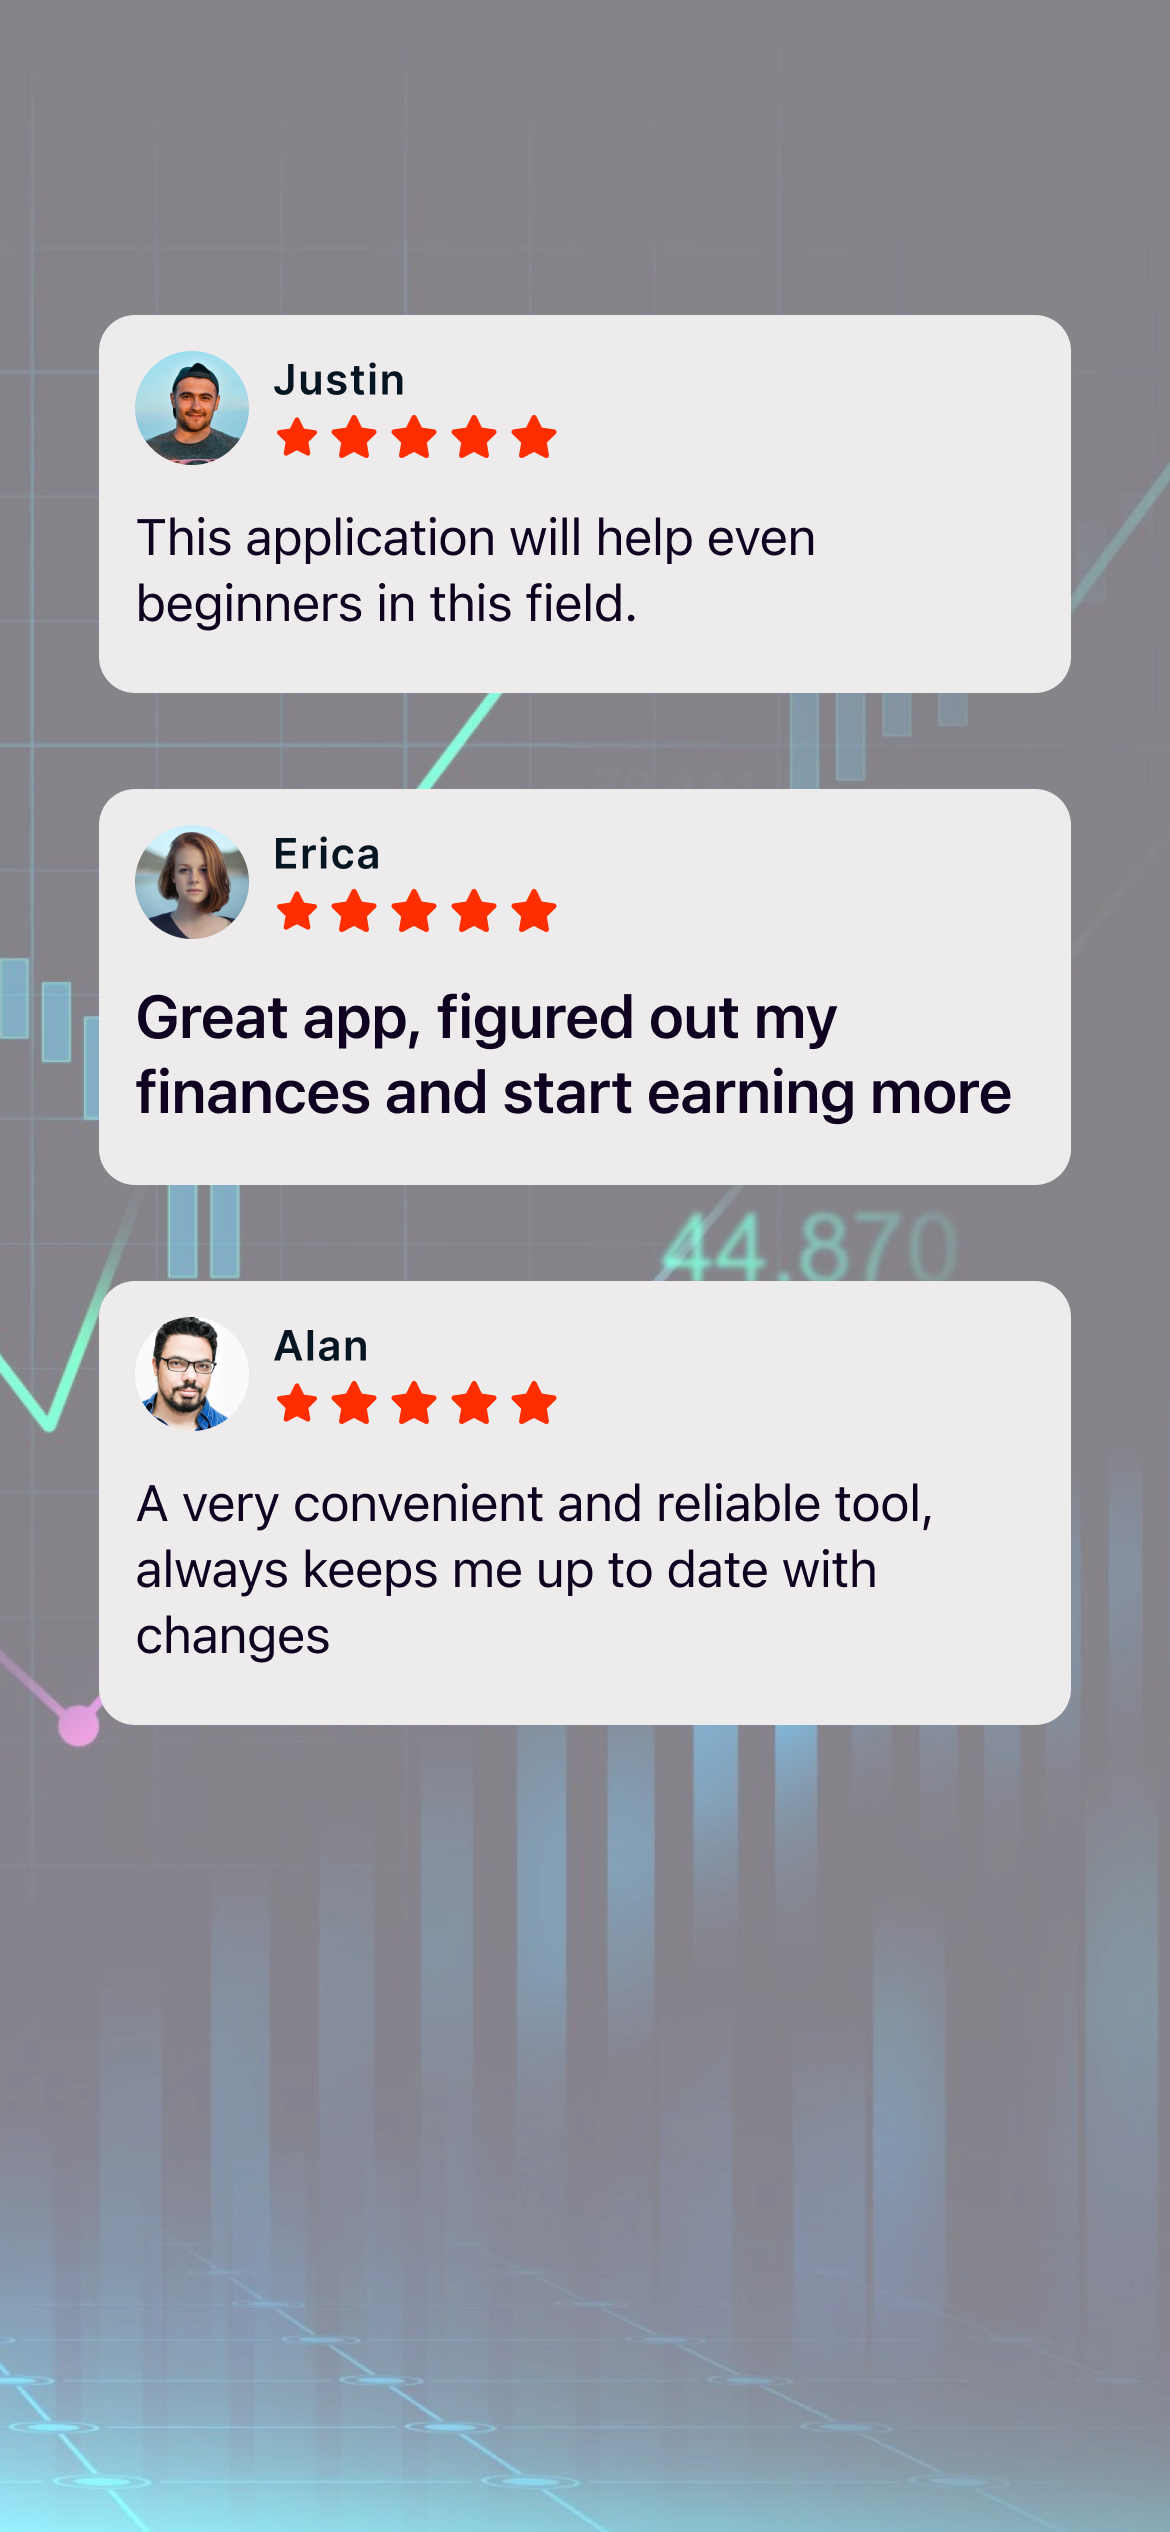 Justin
This application will help even
beginners in this field.
Erica
Great app, figured out my
finances and start earning more
44.870
Alan
A very convenient and reliable tool,
always keeps me up to date with
changes